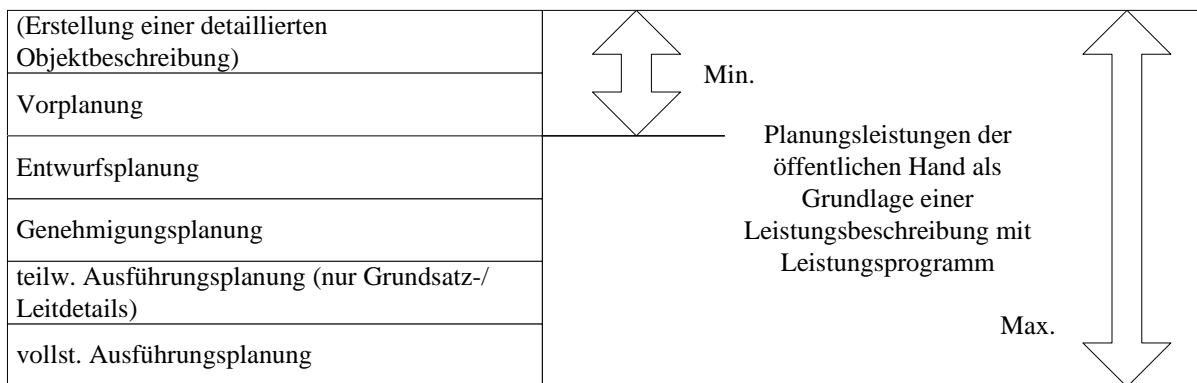 (Erstellung einer detaillierten
Objektbeschreibung)
Vorplanung
Entwurfsplanung
Genehmigungsplanung
teilw. Ausführungsplanung (nur Grundsatz-/
Leitdetails)
vollst. Ausführungsplanung
Min.
Planungsleistungen der
öffentlichen Hand als
Grundlage einer
Leistungsbeschreibung mit
Leistungsprogramm
Max.